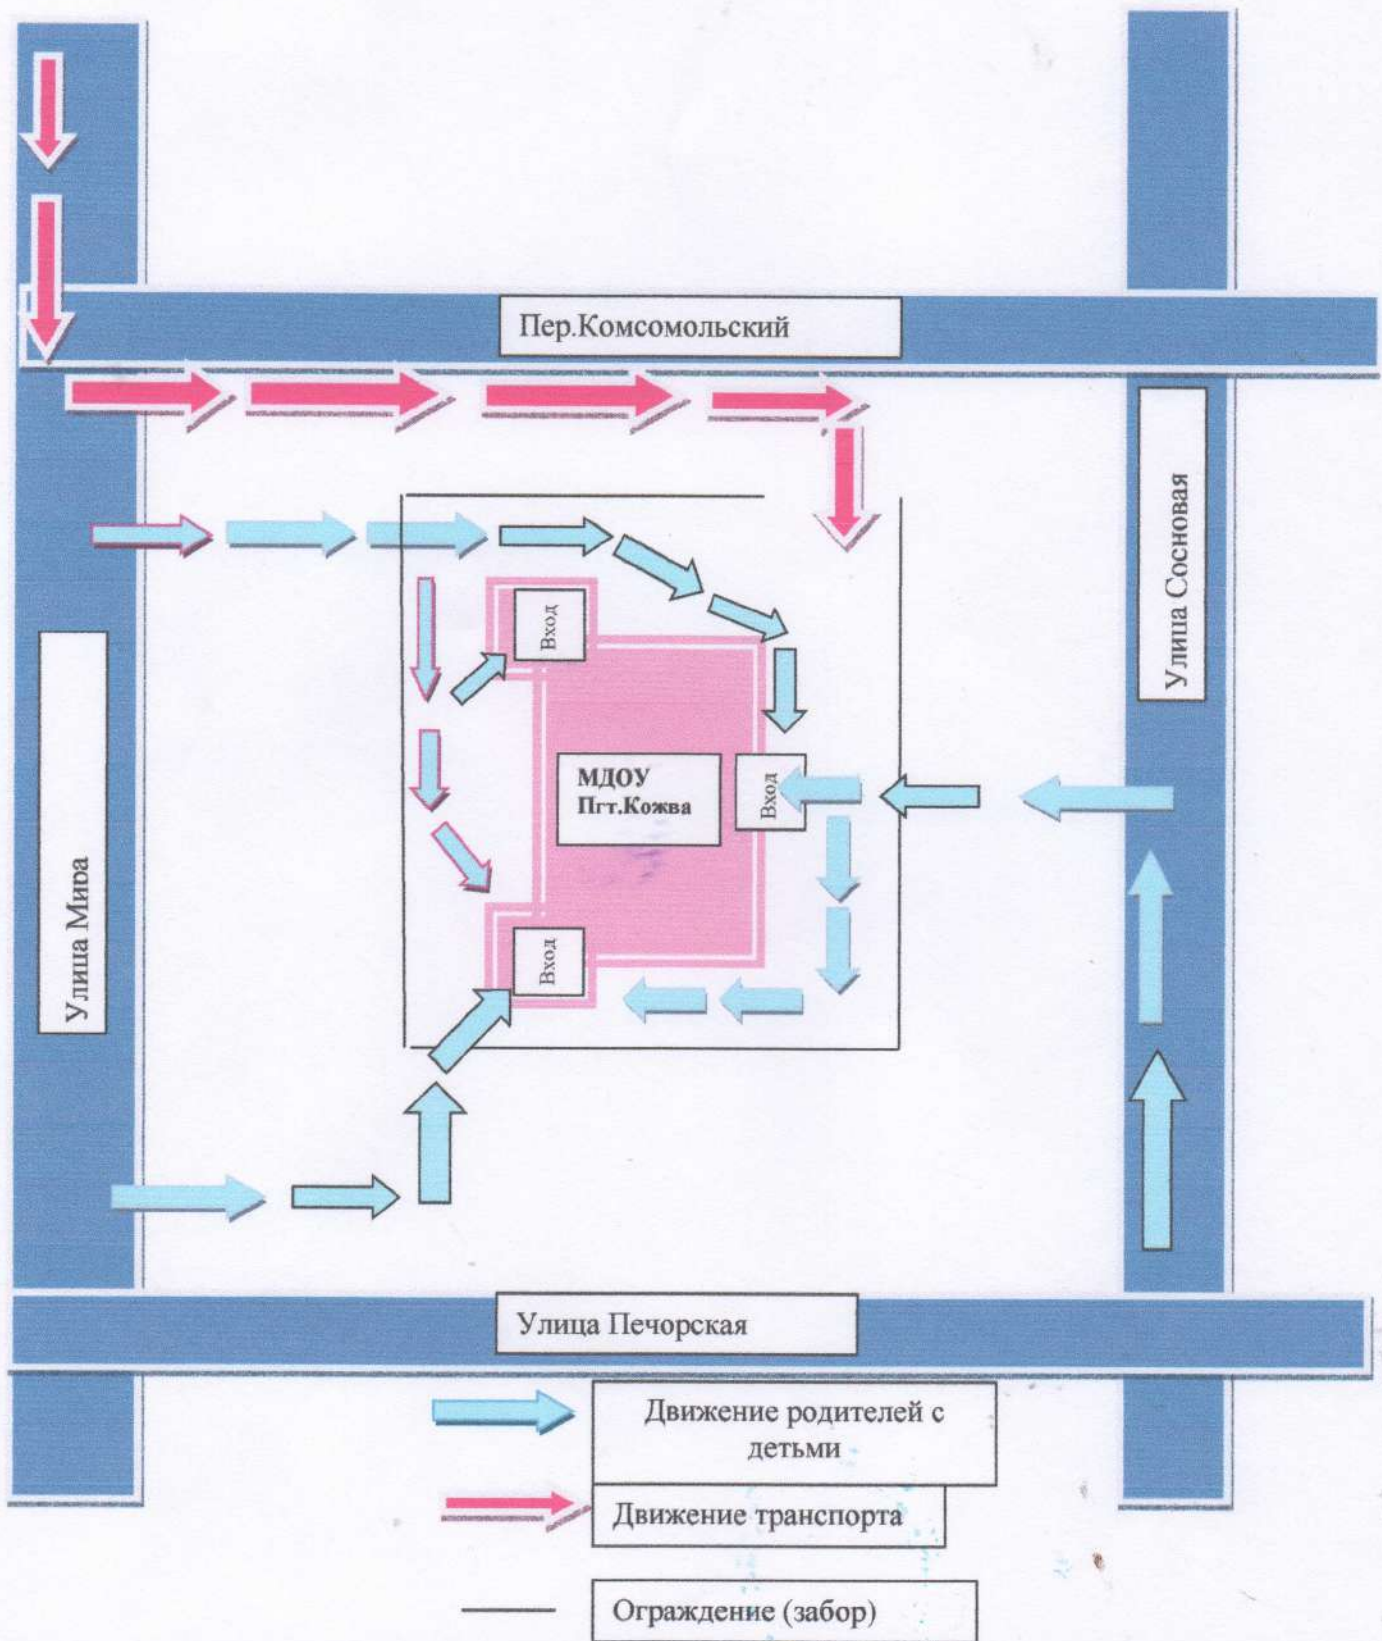 Пер.Комсомольский
Улица Сосновая
Вход
Улица Мира
МДОУ
Пгт.Кожва
Вход
Вход
Улица Печорская
Движение родителей с
детьми
Движение транспорта
Ограждение (забор)